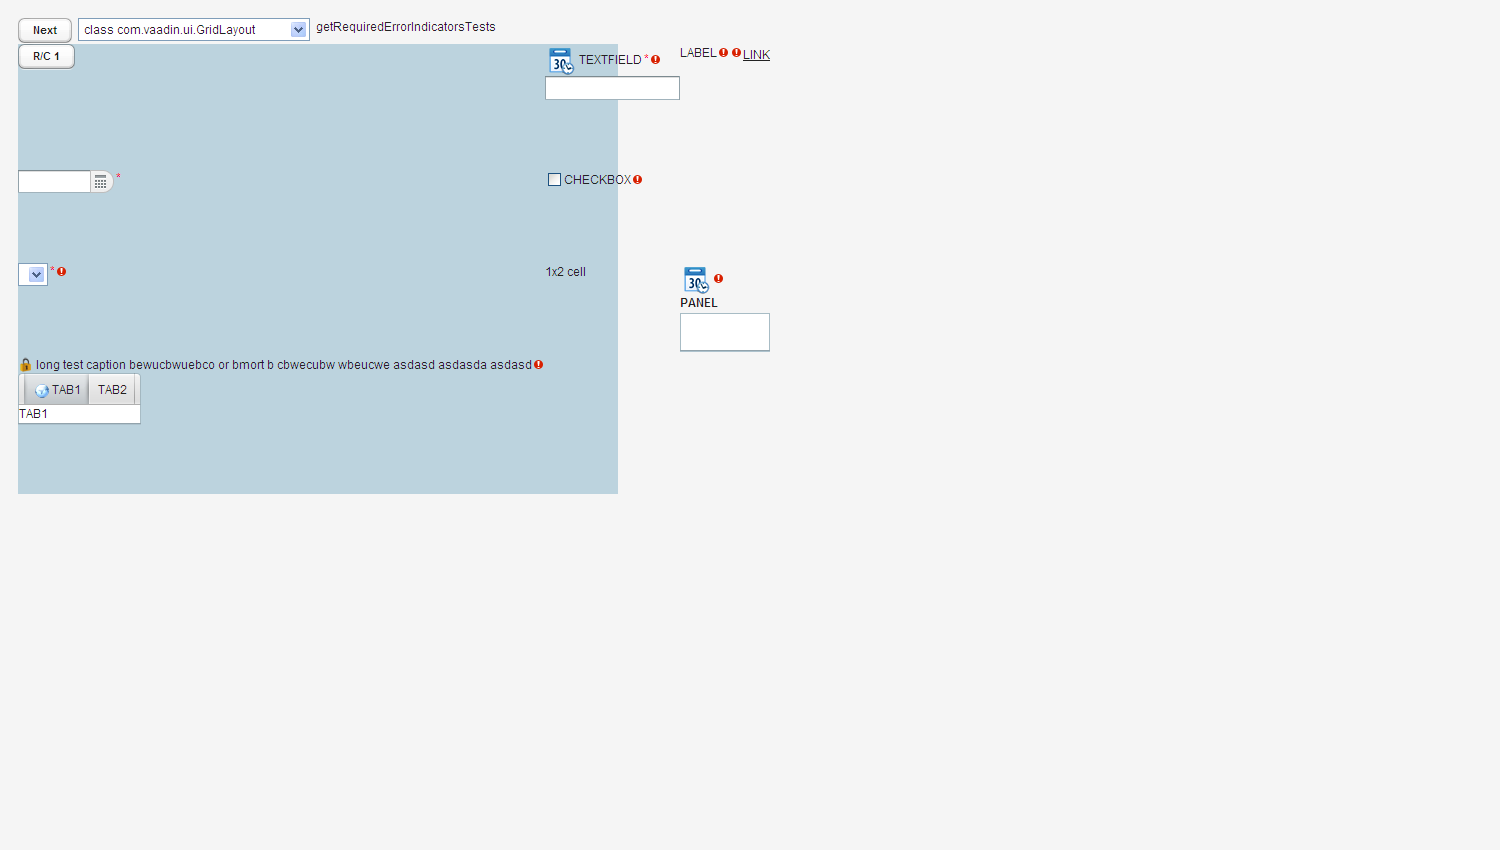 Next class com.vaadin.ui.GridLayout getRequiredErrorIndicatorsTests
R/C 1
30 TEXTFIELD * LABEL LINK
* CHECKBOX
* 1x2 cell
30
PANEL
long test caption bewucbwuebco or bmort b cbwecubw wbeucwe asdasd asdasda asdasd
TAB1 TAB2
TAB1